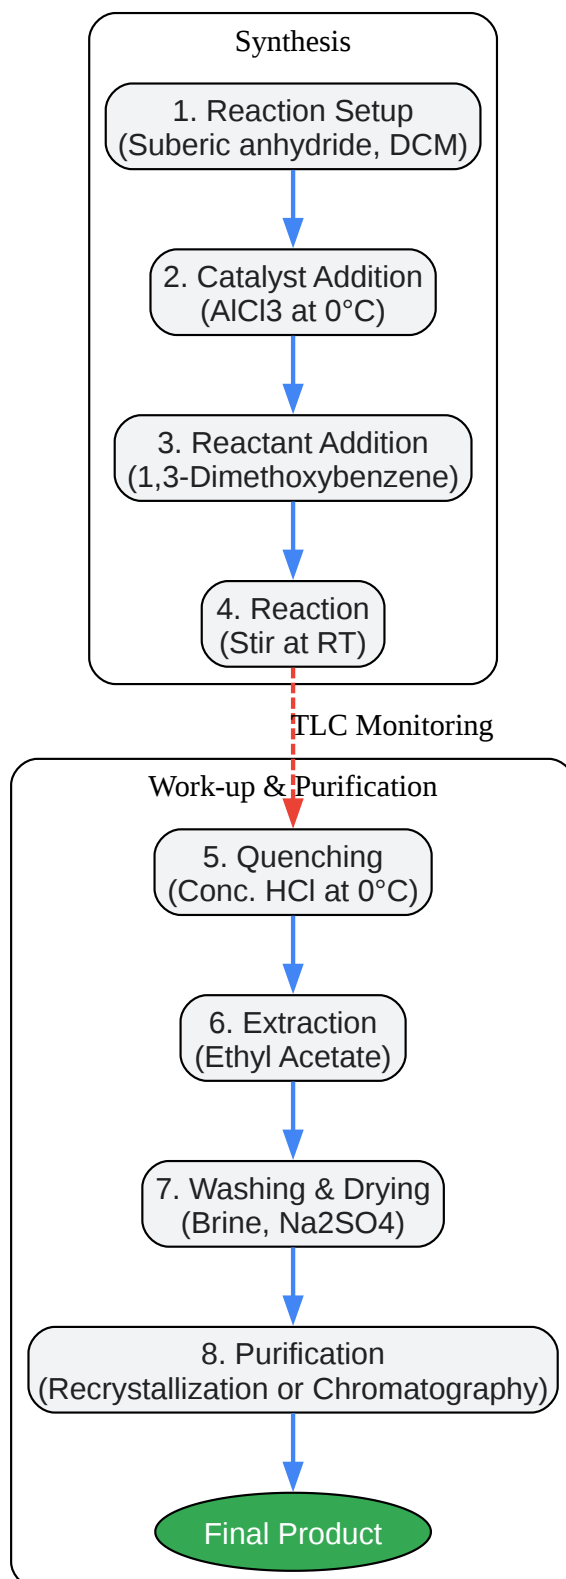 Synthesis
1. Reaction Setup
(Suberic anhydride, DCM)
2. Catalyst Addition
(AlCl3 at 0°C)
3. Reactant Addition
(1,3-Dimethoxybenzene)
4. Reaction
(Stir at RT)
TLC Monitoring
Work-up & Purification
5. Quenching
(Conc. HCl at 0°C)
6. Extraction
(Ethyl Acetate)
7. Washing & Drying
(Brine, Na2SO4)
8. Purification
(Recrystallization or Chromatography)
Final Product